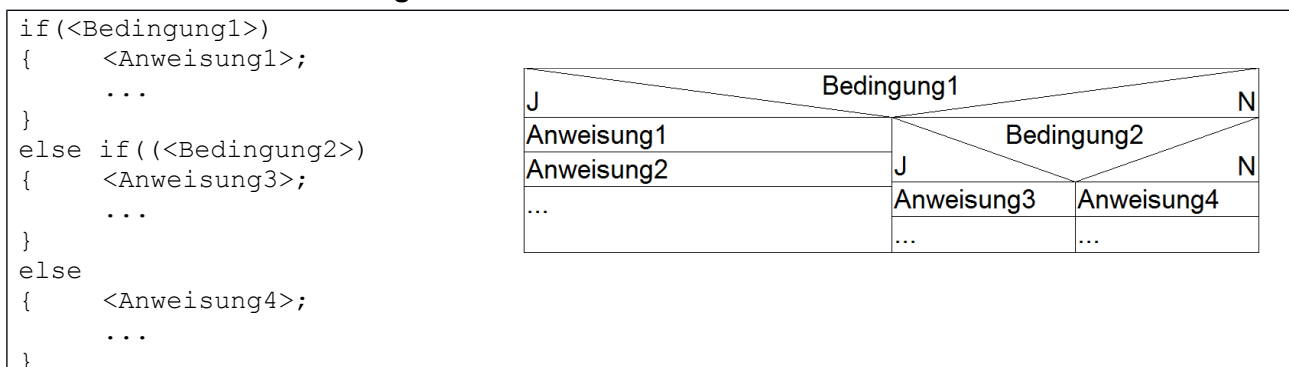 if(<Bedingung1>)
{ <Anweisung1>;
...
}
else if((<Bedingung2>)
{ <Anweisung3>;
...
}
else
{ <Anweisung4>;
...
}
Bedingung1
J N
Anweisung1
Anweisung2
...
Bedingung2
J N
Anweisung3 Anweisung4
... ...